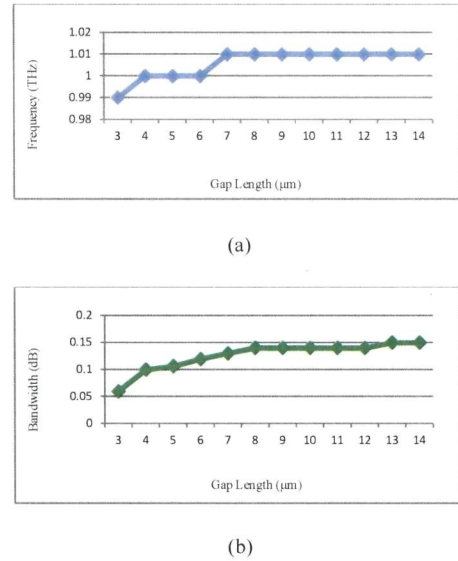 1.02
1.01
1
0.99
0.98
Frequency (THz)
3 4 5 6 7 8 9 10 11 12 13 14
Gap Length (μm)
(a)
0.2
0.15
0.1
0.05
0
Bandwidth (dB)
3 4 5 6 7 8 9 10 11 12 13 14
Gap Length (μm)
(b)